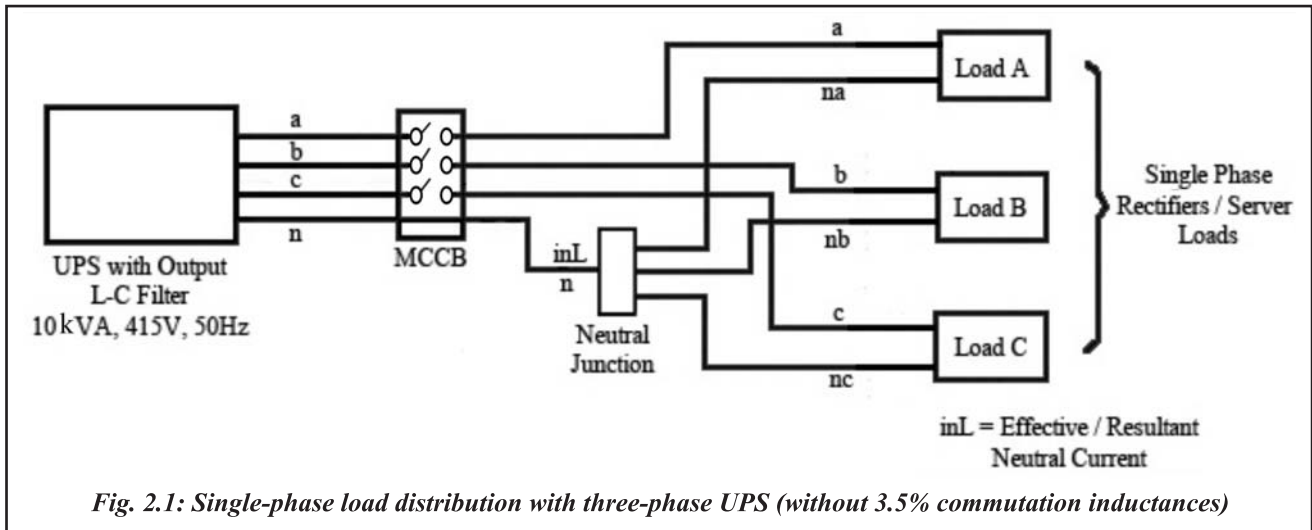 a
Load A
na
a
b
c
n
MCCB
UPS with Output
L-C Filter
10kVA, 415V, 50Hz
inL
n
Neutral
Junction
b
Load B
nb
c
Load C
nc
Single Phase
Rectifiers / Server
Loads
inL = Effective / Resultant
Neutral Current
Fig. 2.1: Single-phase load distribution with three-phase UPS (without 3.5% commutation inductances)